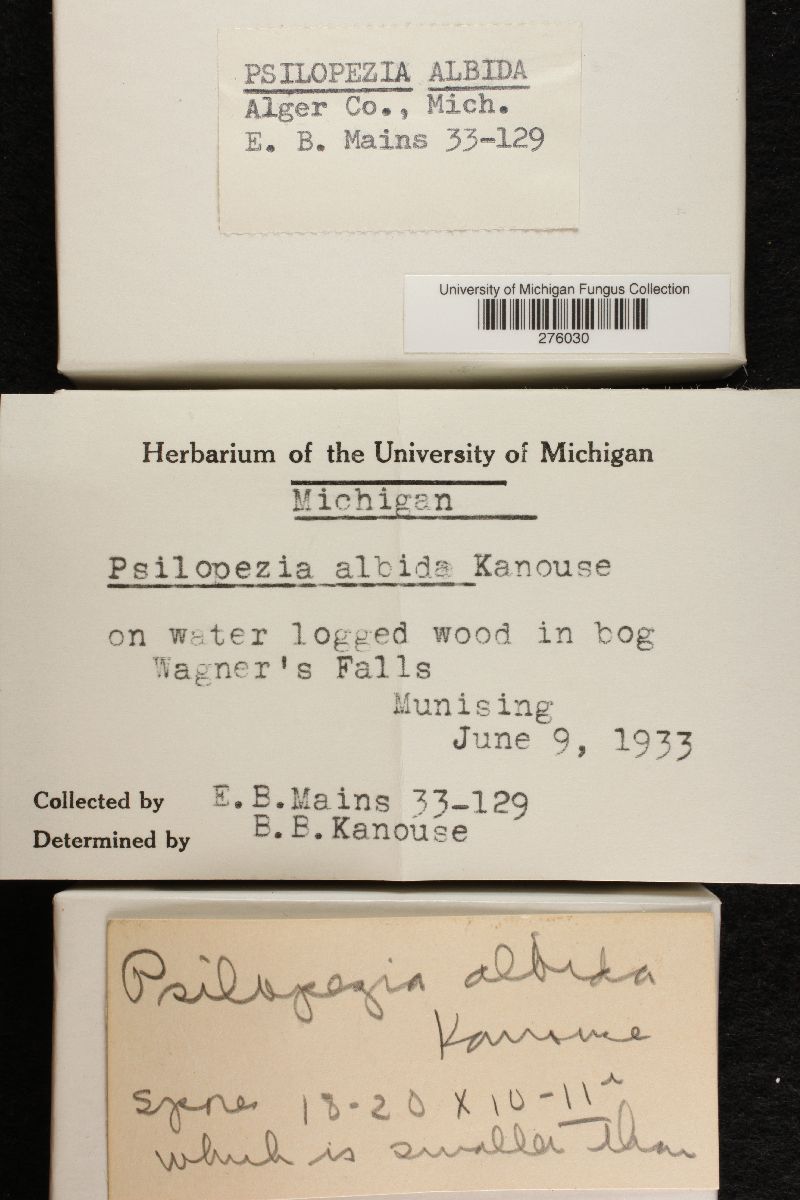 PSILOPEZIA ALBIDA
Alger Co., Mich.
E. B. Mains 33-129
University of Michigan Fungus Collection
276030
Herbarium of the University of Michigan
Michigan
Psilopezia albida Kanouse
on water logged wood in bog
Wagner's Falls
Munising
June 9, 1933
Collected by E.B.Mains 33-129
Determined by B.B.Kanouse
Psilopezia albida
Kanouse
spores 18-20 x 10-11
which is smaller than